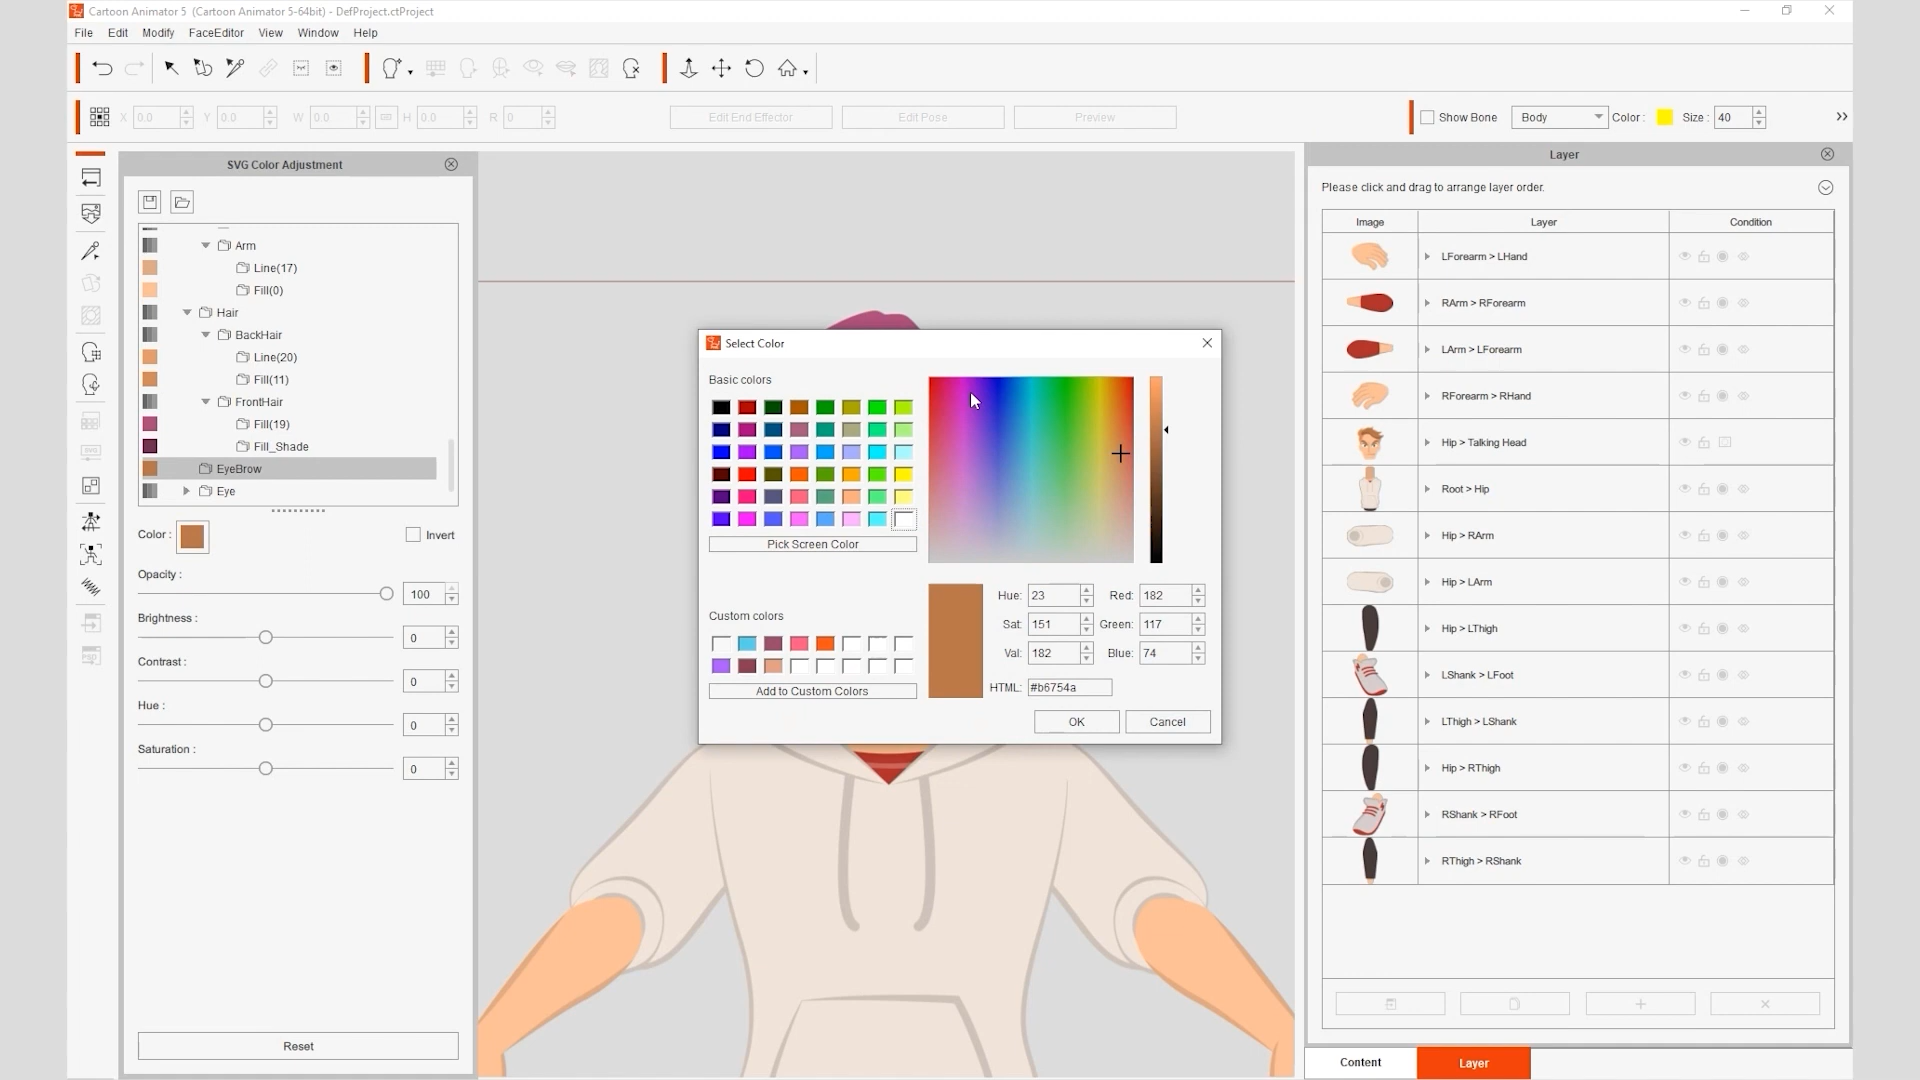 Cartoon Animator 5 (Cartoon Animator 5-64bit) - DefProject.ctProject
File Edit Modify FaceEditor View Window Help
X 0.0 Y 0.0 W 0.0 H 0.0 R 0 Edit End Effector Edit Pose Preview Show Bone Body Color : Size : 40 »
SVG Color Adjustment
Arm
Line(17)
Fill(0)
Hair
BackHair
Line(20)
Fill(11)
FrontHair
Fill(19)
Fill_Shade
EyeBrow
Eye
Color : Invert
Opacity :
100
Brightness :
0
Contrast :
0
Hue :
0
Saturation :
0
Reset
Select Color
Basic colors
Pick Screen Color
Custom colors
Add to Custom Colors
Hue: 23 Red: 182
Sat: 151 Green: 117
Val: 182 Blue: 74
HTML: #b6754a
OK Cancel
Layer
Please click and drag to arrange layer order.
Image Layer Condition
LForearm > LHand
RArm > RForearm
LArm > LForearm
RForearm > RHand
Hip > Talking Head
Root > Hip
Hip > RArm
Hip > LArm
Hip > LThigh
LShank > LFoot
LThigh > LShank
Hip > RThigh
RShank > RFoot
RThigh > RShank
Content Layer